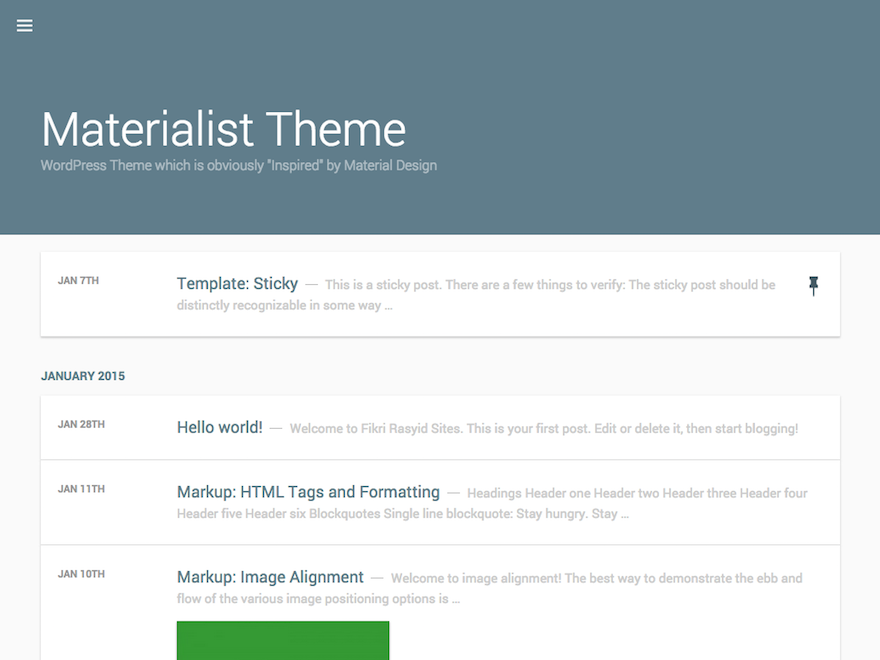 Materialist Theme
WordPress Theme which is obviously "Inspired" by Material Design
JAN 7TH
Template: Sticky — This is a sticky post. There are a few things to verify: The sticky post should be
distinctly recognizable in some way ...
JANUARY 2015
JAN 28TH
Hello world! — Welcome to Fikri Rasyid Sites. This is your first post. Edit or delete it, then start blogging!
JAN 11TH
Markup: HTML Tags and Formatting — Headings Header one Header two Header three Header four
Header five Header six Blockquotes Single line blockquote: Stay hungry. Stay ...
JAN 10TH
Markup: Image Alignment — Welcome to image alignment! The best way to demonstrate the ebb and
flow of the various image positioning options is ...